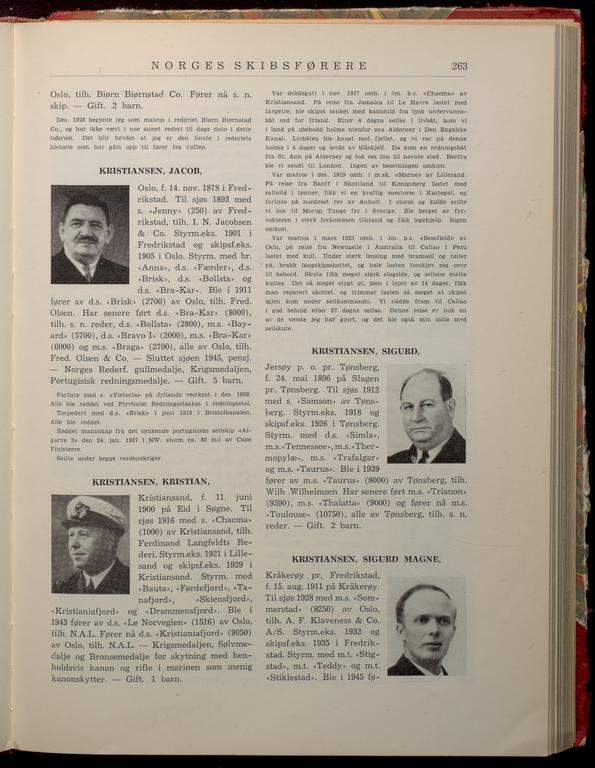 NORGES SKIBSFØRERE 263
Oslo, tilh. Biørn Bjørnstad Co. Fører nå s. n.
skip. — Gift. 2 barn.
Des. 1928 begynte jeg som matros i rederiet Biørn Bjørnstad
Co., og har ikke vært i noe annet rederi til dags dato i dette
tidsrom. Det blir hevdet at jeg er den første i rederiets
historie som har gått opp til fører fra ruffen.
KRISTIANSEN, JACOB,
Oslo, f. 14. nov. 1878 i Fred-
rikstad. Til sjøs 1893 med
s. «Jenny» (250) av Fred-
rikstad, tilh. I. N. Jacobsen
& Co. Styrm.eks. 1901 i
Fredrikstad og skipsf.eks.
1905 i Oslo. Styrm. med br.
«Anna», d.s. «Færder», d.s.
«Brisk», d.s. «Bollsta» og
d.s. «Bra-Kar». Ble i 1911
fører av d.s. «Brisk» (2700) av Oslo, tilh. Fred.
Olsen. Har senere ført d.s. «Bra-Kar» (8000),
tilh. s. n. reder, d.s. «Bollsta» (2800), m.s. «Bay-
ard» (5700), d.s. «Bravo I» (2000), m.s. «Bra-Kar»
(6000) og m.s. «Braga» (2700), alle av Oslo, tilh.
Fred. Olsen & Co. — Sluttet sjøen 1945, pensj.
— Norges Rederf. gullmedalje, Krigsmedaljen,
Portugisisk redningsmedalje. — Gift. 5 barn.
Forliste med s. «Victoria» på Jyllands vestkyst i des. 1899.
Alle ble reddet ved Flyvholm Redningsstasjon i redningsstol.
Torpedert med d.s. «Brisk» i juni 1918 i Bristolkanalen.
Alle ble reddet.
Reddet mannskap fra det synkende portugisiske seilskip «Al-
garve 3» den 24. jan. 1937 i NW. storm ca. 80 mil av Cape
Finisterre.
Seilte under begge verdenskriger.
KRISTIANSEN, KRISTIAN,
Kristiansand, f. 11. juni
1900 på Eid i Søgne. Til
sjøs 1916 med s. «Chacma»
(1000) av Kristiansand, tilh.
Ferdinand Langfeldts Re-
deri. Styrm.eks. 1921 i Lille-
sand og skipsf.eks. 1929 i
Kristiansand. Styrm. med
«Bauta», «Førdefjord», «Ta-
nafjord», «Skiensfjord»,
«Kristianiafjord» og «Drammensfjord». Ble i
1943 fører av d.s. «Le Norvegien» (1516) av Oslo,
tilh. N.A.L. Fører nå d.s. «Kristianiafjord» (9050)
av Oslo, tilh. N.A.L. — Krigsmedaljen, Sølvme-
dalje og Bronsemedalje for skytning med hen-
holdsvis kanon og rifle i marinen som menig
kanonskytter. — Gift. 1 barn.
Var dekksgutt i nov. 1917 omb. i 3m. b.s. «Chacma» av
Kristiansand. På reise fra Jamaica til Le Havre lastet med
fargetre, ble skipet senket med kanonild fra tysk undervanns-
båt syd for Irland. Etter 4 døgns seilas i livbåt, kom vi
i land på ubebodd holme utenfor øya Alderney i Den Engelske
Kanal. Livbåten ble knust mot fjellet, og vi var på denne
holme i 4 dager og levde av blåskjell. Da kom en redningsbåt
fra St. Ann på Alderney og tok oss inn til nevnte sted. Herfra
ble vi sendt til London. Ingen av besetningen omkom.
Var matros i des. 1919 omb. i m.sk. «Marne» av Lillesand.
På reise fra Banff i Skottland til Kønigsberg lastet med
saltsild i tønner, fikk vi en kraftig snestorm i Kattegat, og
forliste på nordvest rev av Anholt. I storm og kulde seilte
vi inn til Morup Tunge fyr i Sverige. Ble berget av fyr-
vokteren i sterk forkommen tilstand og fikk legehjelp. Ingen
omkom.
Var matros i mars 1923 omb. i 3m. b.s. «Bessfield» av
Oslo, på reise fra Newcastle i Australia til Callao i Peru
lastet med kull. Under sterk lensing med bramseil og røiler
på, brakk langskipsskottet, og hele lasten forskjøv seg over
til babord. Skuta fikk meget sterk slagside, og seilene måtte
kuttes. Det så meget stygt ut, men i løpet av 14 dager, fikk
man reparert skottet, og trimmet lasten så meget at skipet
igjen kom under seilkommando. Vi nådde fram til Callao
i god behold etter 87 døgns seilas. Denne reise er nok en
av de verste jeg har gjort, og det ble også min siste med
seilskute.
KRISTIANSEN, SIGURD,
Jersøy p. o. pr. Tønsberg,
f. 24. mai 1896 på Slagen
pr. Tønsberg. Til sjøs 1912
med s. «Samson» av Tøns-
berg. Styrm.eks. 1918 og
skipsf.eks. 1926 i Tønsberg.
Styrm. med d.s. «Simla»,
m.s. «Tennessee», m.s. «Ther-
mopylæ», m.s. «Trafalgar»
og m.s. «Taurus». Ble i 1939
fører av m.s. «Taurus» (8000) av Tønsberg, tilh.
Wilh. Wilhelmsen Har senere ført m.s. «Trianon»
(9590), m.s. «Thalatta» (9000) og fører nå m.s.
«Toulouse» (10750), alle av Tønsberg, tilh. s. n.
reder. — Gift. 2 barn.
KRISTIANSEN, SIGURD MAGNE,
Kråkerøy pr. Fredrikstad,
f. 15. aug. 1911 på Kråkerøy.
Til sjøs 1928 med m.s. «Som-
merstad» (8250) av Oslo,
tilh. A. F. Klaveness & Co.
A/S. Styrm.eks. 1932 og
skipsf.eks. 1935 i Fredrik-
stad. Styrm. med m.t. «Stig-
stad», m.t. «Teddy» og m.t.
«Stiklestad». Ble i 1945 fø-